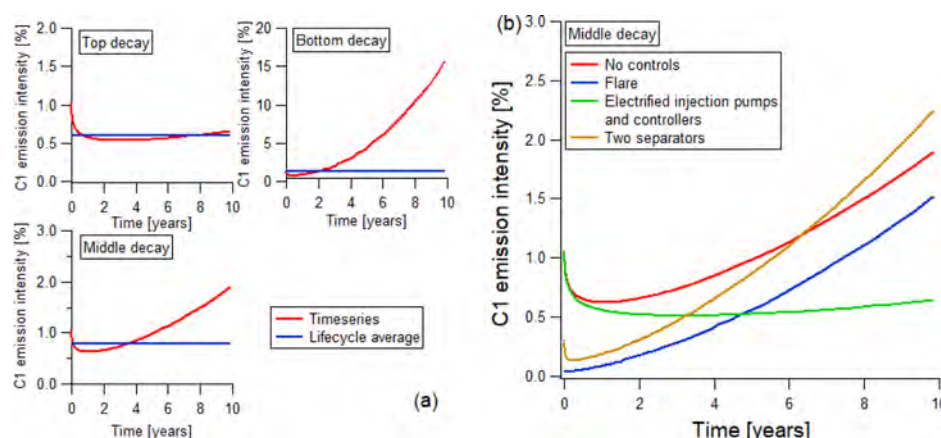 Top decay
C1 emission intensity [%]
2.0
1.5
1.0
0.5
0.0
0 2 4 6 8 10
Time [years]
Bottom decay
C1 emission intensity [%]
20
15
10
5
0
0 2 4 6 8 10
Time [years]
Middle decay
C1 emission intensity [%]
3.0
2.0
1.0
0.0
0 2 4 6 8 10
Time [years]
Timeseries
Lifecycle average
(a)
(b)
Middle decay
No controls
Flare
Electrified injection pumps
and controllers
Two separators
C1 emission intensity [%]
3.0
2.5
2.0
1.5
1.0
0.5
0.0
0 2 4 6 8 10
Time [years]